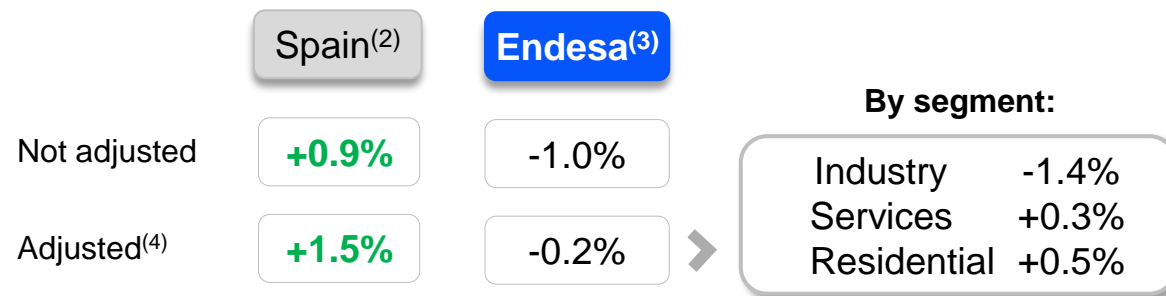 Spain(2) Endesa(3)
By segment:
Not adjusted +0.9% -1.0%
Industry -1.4%
Services +0.3%
Adjusted(4) +1.5% -0.2%
Residential +0.5%